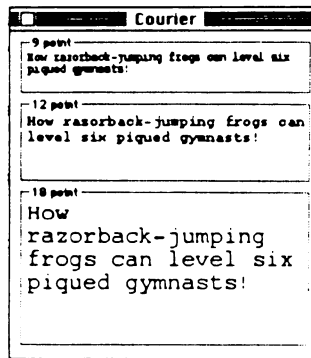 Courier
9 point
How razorback-jumping frogs can level six
piqued gymnasts!
12 point
How razorback-jumping frogs can
level six piqued gymnasts!
18 point
How
razorback-jumping
frogs can level six
piqued gymnasts!